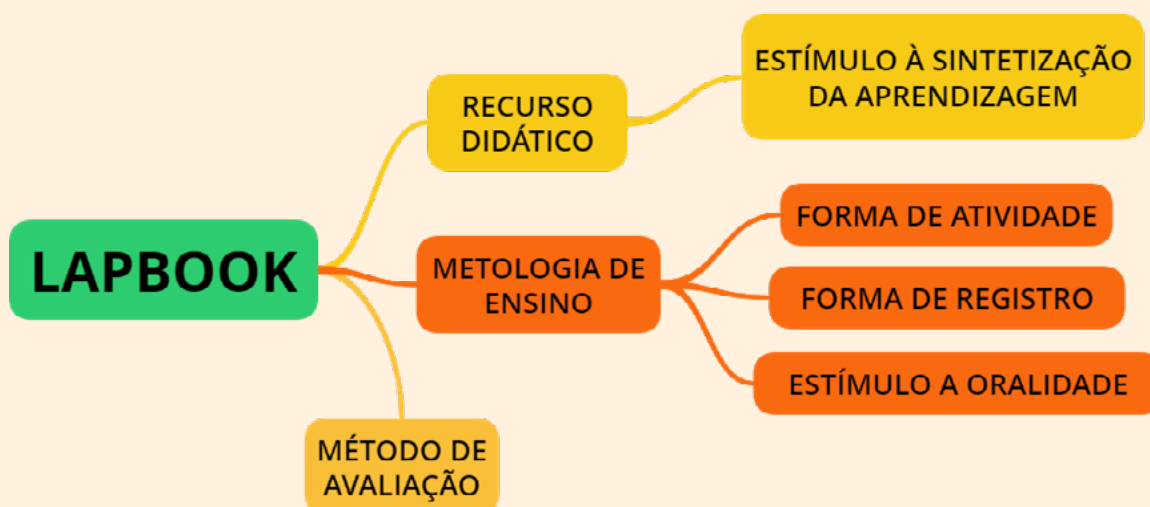 LAPBOOK
RECURSO
DIDÁTICO
ESTÍMULO À SINTETIZAÇÃO
DA APRENDIZAGEM
METOLOGIA DE
ENSINO
FORMA DE ATIVIDADE
FORMA DE REGISTRO
ESTÍMULO A ORALIDADE
MÉTODO DE
AVALIAÇÃO